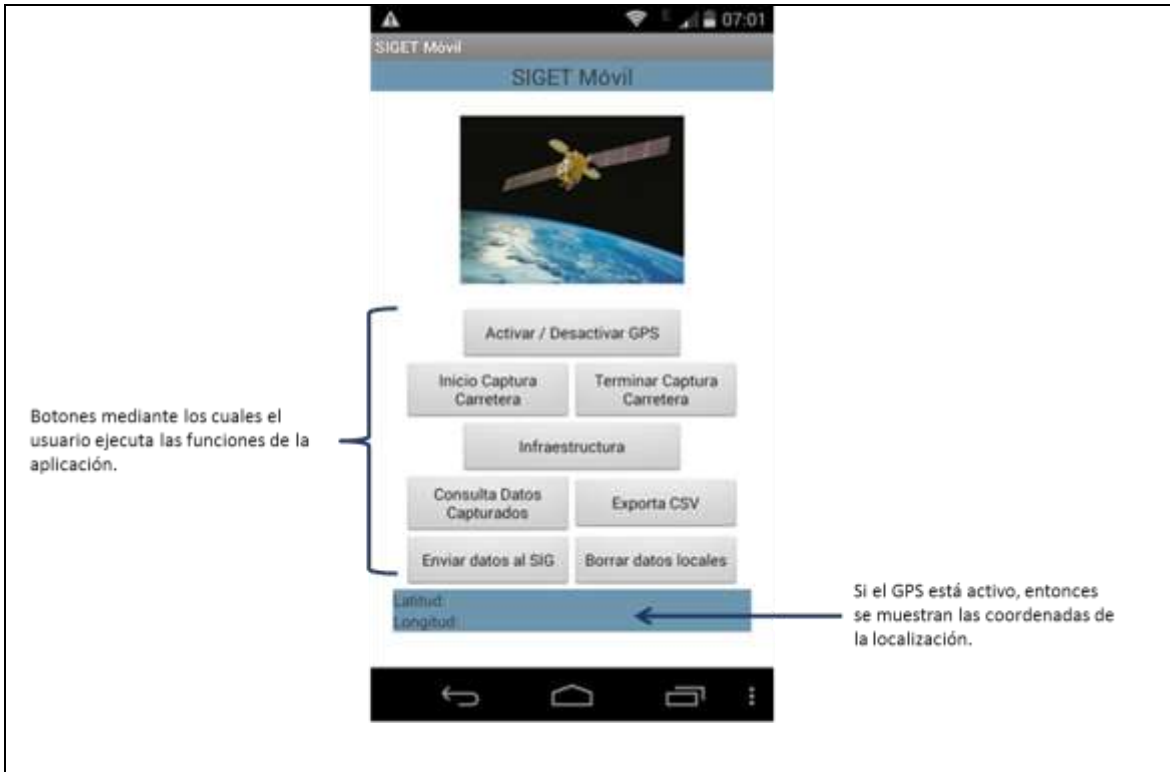 07:01
SIGET Móvil
SIGET Móvil
Activar / Desactivar GPS
Inicio Captura
Carretera
Terminar Captura
Carretera
Infraestructura
Consulta Datos
Capturados
Exporta CSV
Enviar datos al SIG
Borrar datos locales
Latitud:
Longitud:
Botones mediante los cuales el
usuario ejecuta las funciones de la
aplicación.
Si el GPS está activo, entonces
se muestran las coordenadas de
la localización.